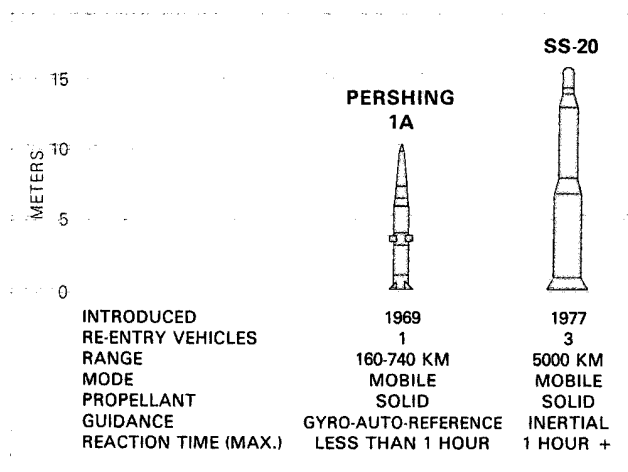 SS-20
PERSHING
1A
15
10
METERS
5
0
INTRODUCED 1969 1977
RE-ENTRY VEHICLES 1 3
RANGE 160-740 KM 5000 KM
MODE MOBILE MOBILE
PROPELLANT SOLID SOLID
GUIDANCE GYRO-AUTO-REFERENCE INERTIAL
REACTION TIME (MAX.) LESS THAN 1 HOUR 1 HOUR +